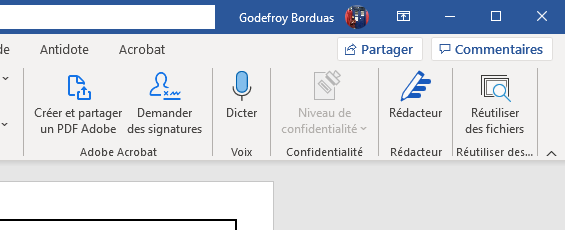 Godefroy Borduas
de Antidote Acrobat Partager Commentaires
Créer et partager Demander Dicter Niveau de Rédacteur Réutiliser
un PDF Adobe des signatures confidentialité des fichiers
Adobe Acrobat Voix Confidentialité Rédacteur Réutiliser des...